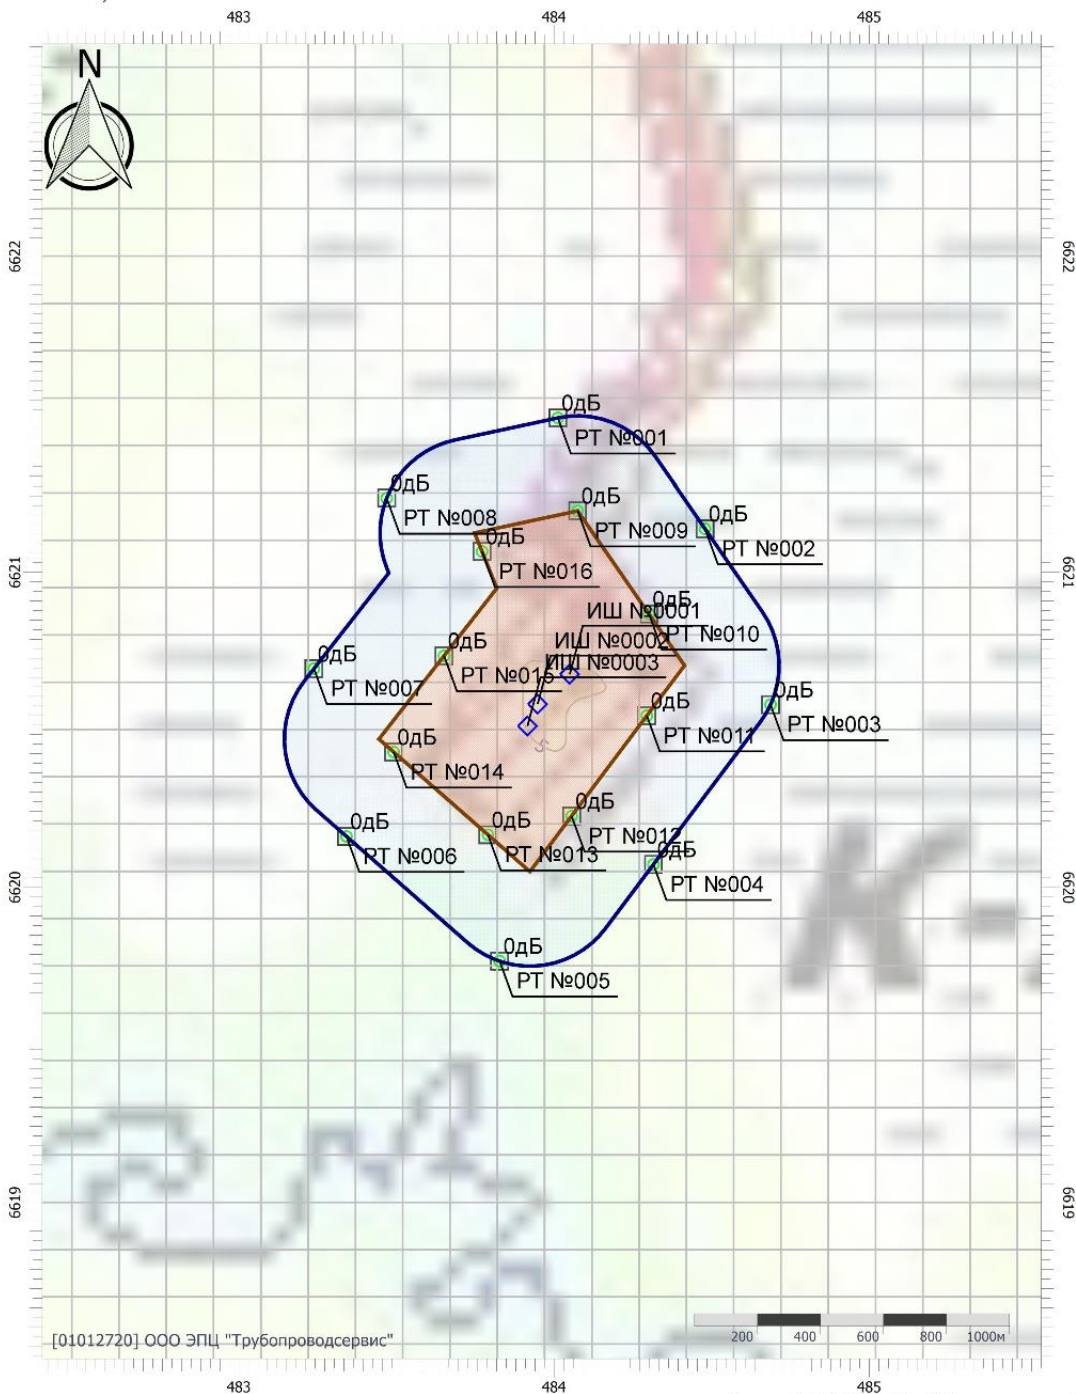 483 484 485
N
6622 6622
0дБ
РТ №001
0дБ
РТ №008
0дБ
РТ №009
0дБ
РТ №002
0дБ
РТ №016
6621 6621
0дБ
РТ №010
ИШ №0001
ИШ №0002
ИШ №0003
0дБ
РТ №015
0дБ
РТ №007
0дБ
РТ №003
0дБ
РТ №011
5
0дБ
РТ №014
0дБ
РТ №012
0дБ
РТ №013
0дБ
РТ №006
0дБ
РТ №004
6620 6620
К-
0дБ
РТ №005
6619 6619
200 400 600 800 1000м
[01012720] ООО ЭПЦ "Трубопроводсервис"
483 484 485